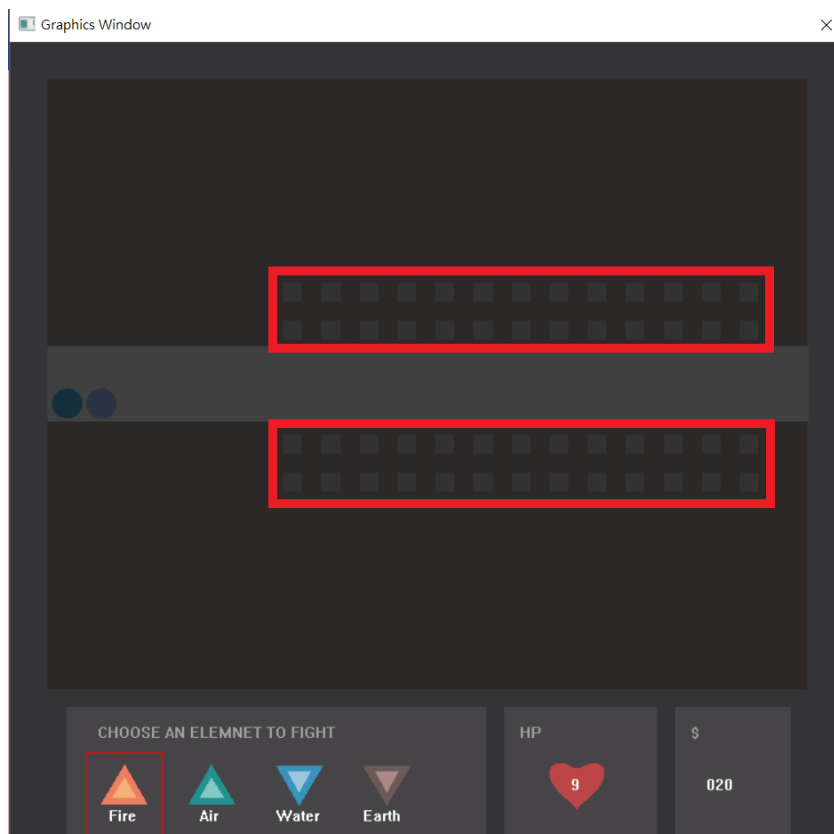 Graphics Window
CHOOSE AN ELEMNET TO FIGHT
HP
$
9
020
Fire
Air
Water
Earth